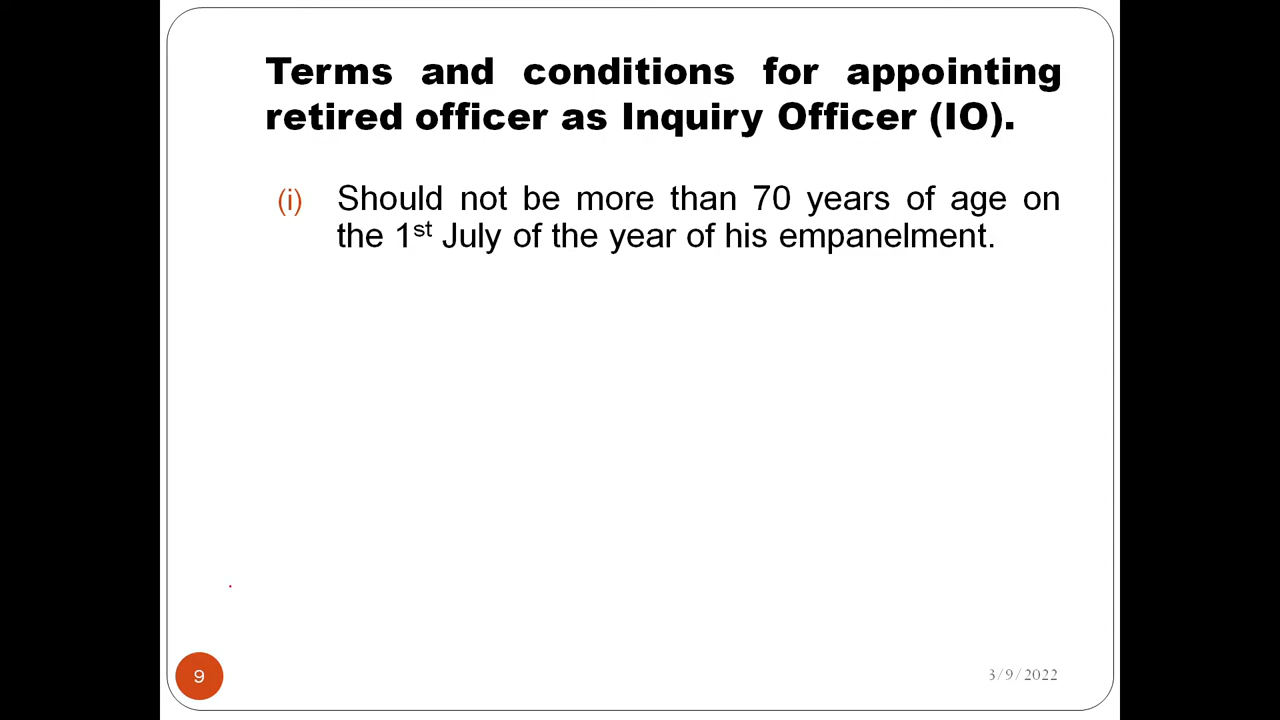 Terms and conditions for appointing
retired officer as Inquiry Officer (IO).
(i) Should not be more than 70 years of age on
the 1st July of the year of his empanelment.
9
3/9/2022